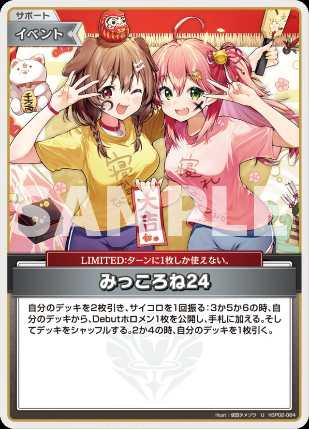 サポート
イベント
大吉
SAMPLE
LIMITED:ターンに1枚しか使えない。
みっころね24
自分のデッキを2枚引き、サイコロを1回振る:3か5か6の時、自
分のデッキから、Debutホロメン1枚を公開し、手札に加える。そし
てデッキをシャッフルする。2か4の時、自分のデッキを1枚引く。
U hBP02-084